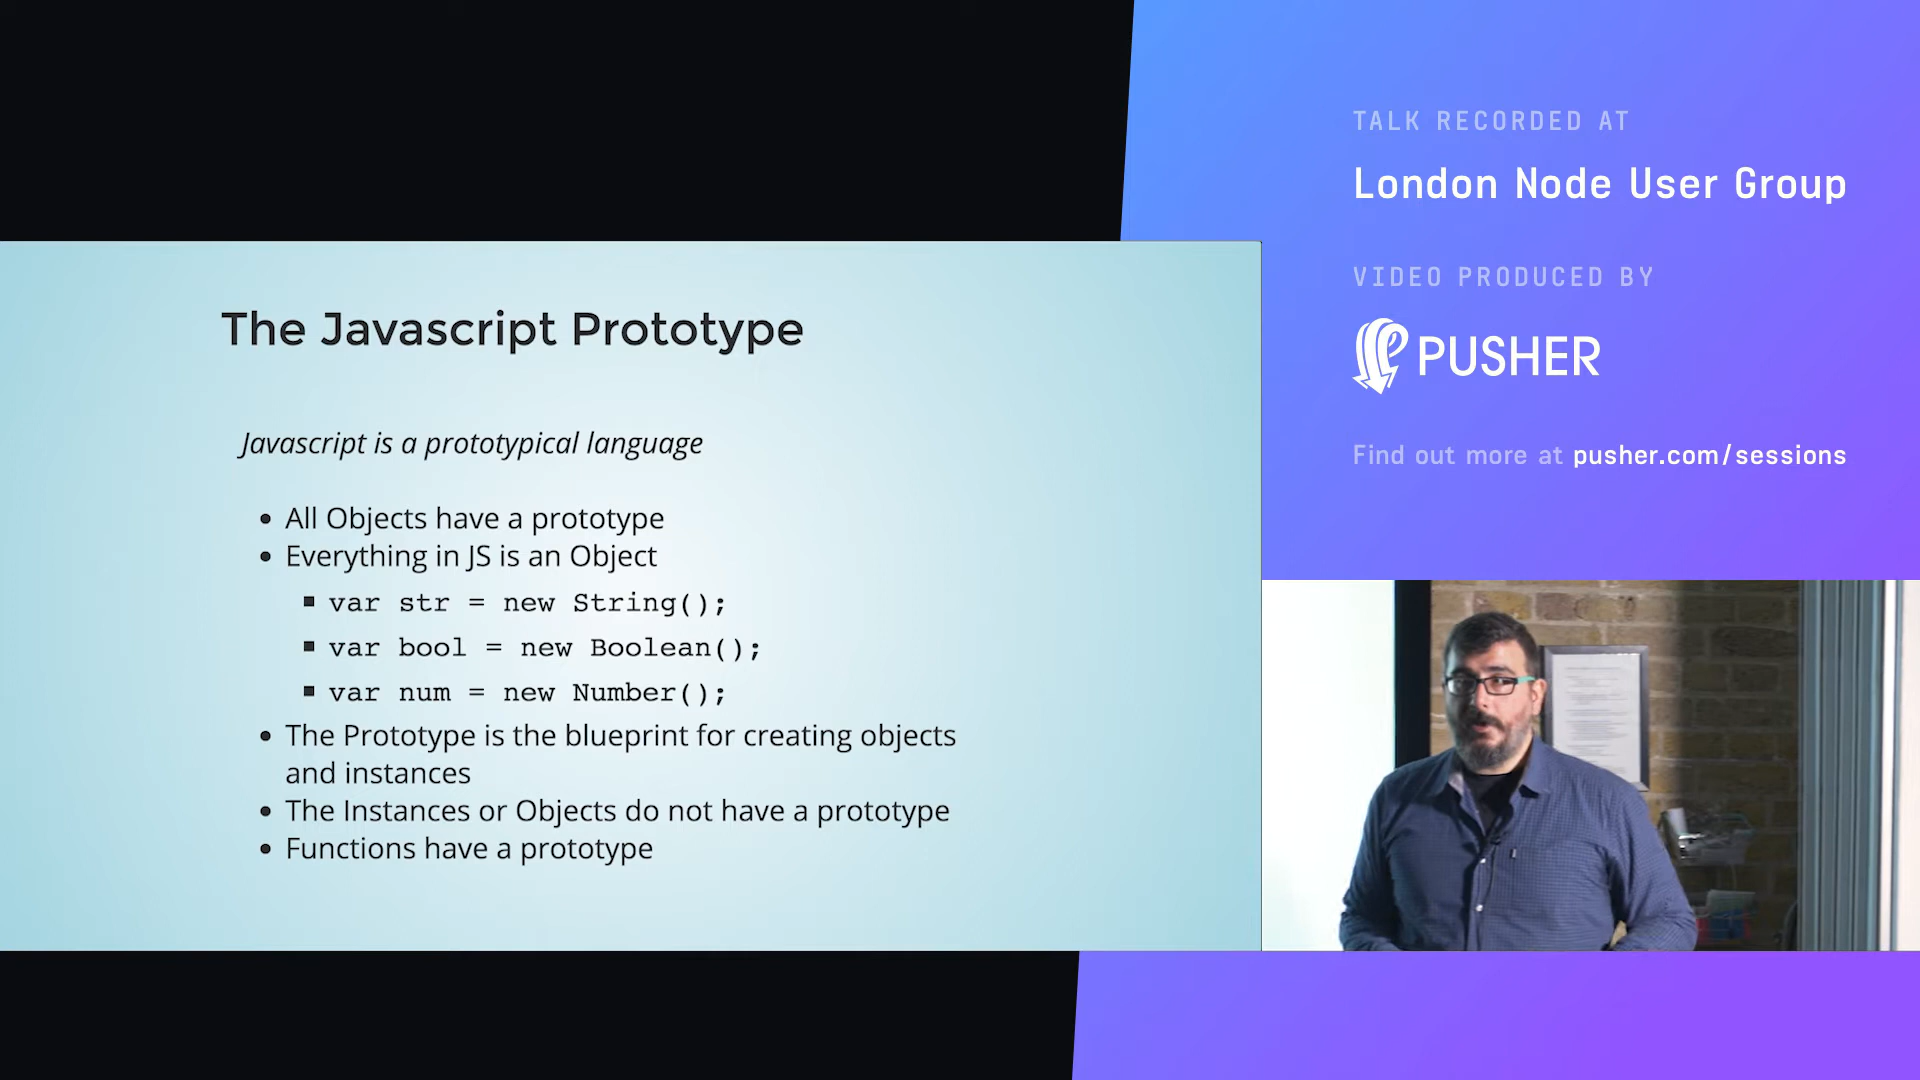 TALK RECORDED AT
London Node User Group
VIDEO PRODUCED BY
PUSHER
Find out more at pusher.com/sessions
The Javascript Prototype
Javascript is a prototypical language
• All Objects have a prototype
• Everything in JS is an Object
▪ var str = new String();
▪ var bool = new Boolean();
▪ var num = new Number();
• The Prototype is the blueprint for creating objects
and instances
• The Instances or Objects do not have a prototype
• Functions have a prototype